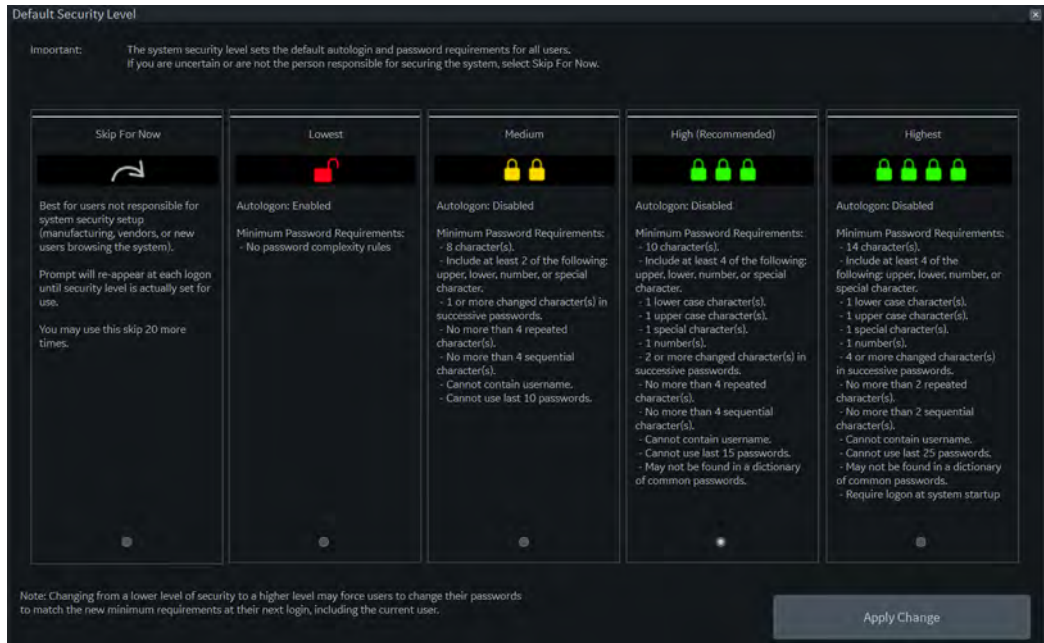 Default Security Level
Important: The system security level sets the default autologin and password requirements for all users.
If you are uncertain or are not the person responsible for securing the system, select Skip For Now.
Skip For Now
Best for users not responsible for
system security setup
(manufacturing, vendors, or new
users browsing the system).
Prompt will re-appear at each logon
until security level is actually set for
use.
You may use this skip 20 more
times.
Lowest
Autologon: Enabled
Minimum Password Requirements:
- No password complexity rules
Medium
Autologon: Disabled
Minimum Password Requirements:
- 8 character(s).
- Include at least 2 of the following:
upper, lower, number, or special
character.
- 1 or more changed character(s) in
successive passwords.
- No more than 4 repeated
character(s).
- No more than 4 sequential
character(s).
- Cannot contain username.
- Cannot use last 10 passwords.
High (Recommended)
Autologon: Disabled
Minimum Password Requirements:
- 10 character(s).
- Include at least 4 of the following:
upper, lower, number, or special
character.
- 1 lower case character(s).
- 1 upper case character(s).
- 1 special character(s).
- 1 number(s).
- 2 or more changed character(s) in
successive passwords.
- No more than 4 repeated
character(s).
- No more than 4 sequential
character(s).
- Cannot contain username.
- Cannot use last 15 passwords.
- May not be found in a dictionary
of common passwords.
Highest
Autologon: Disabled
Minimum Password Requirements:
- 14 character(s).
- Include at least 4 of the
following: upper, lower, number, or
special character.
- 1 lower case character(s).
- 1 upper case character(s).
- 1 special character(s).
- 1 number(s).
- 4 or more changed character(s)
in successive passwords.
- No more than 2 repeated
character(s).
- No more than 2 sequential
character(s).
- Cannot contain username.
- Cannot use last 25 passwords.
- May not be found in a dictionary
of common passwords.
- Require logon at system startup
Note: Changing from a lower level of security to a higher level may force users to change their passwords
to match the new minimum requirements at their next login, including the current user.
Apply Change